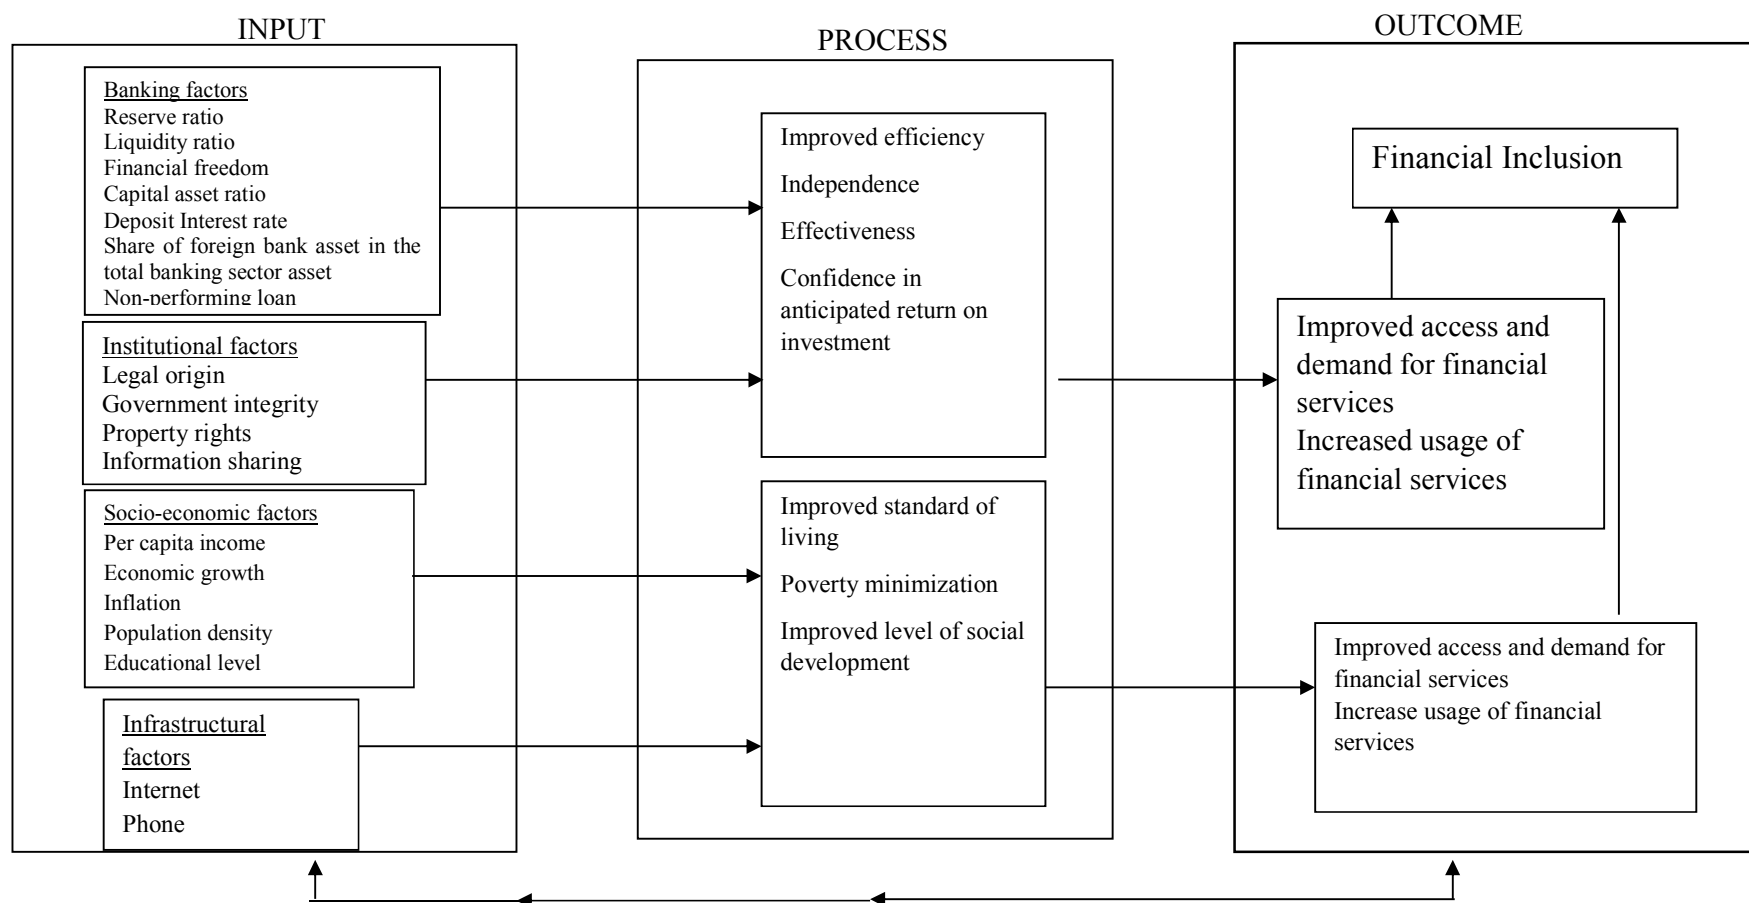 INPUT
Banking factors
Reserve ratio
Liquidity ratio
Financial freedom
Capital asset ratio
Deposit Interest rate
Share of foreign bank asset in the
total banking sector asset
Non-performing loan
Institutional factors
Legal origin
Government integrity
Property rights
Information sharing
Socio-economic factors
Per capita income
Economic growth
Inflation
Population density
Educational level
Infrastructural
factors
Internet
Phone
PROCESS
Improved efficiency
Independence
Effectiveness
Confidence in
anticipated return on
investment
Improved standard of
living
Poverty minimization
Improved level of social
development
OUTCOME
Financial Inclusion
Improved access and
demand for financial
services
Increased usage of
financial services
Improved access and demand for
financial services
Increase usage of financial
services